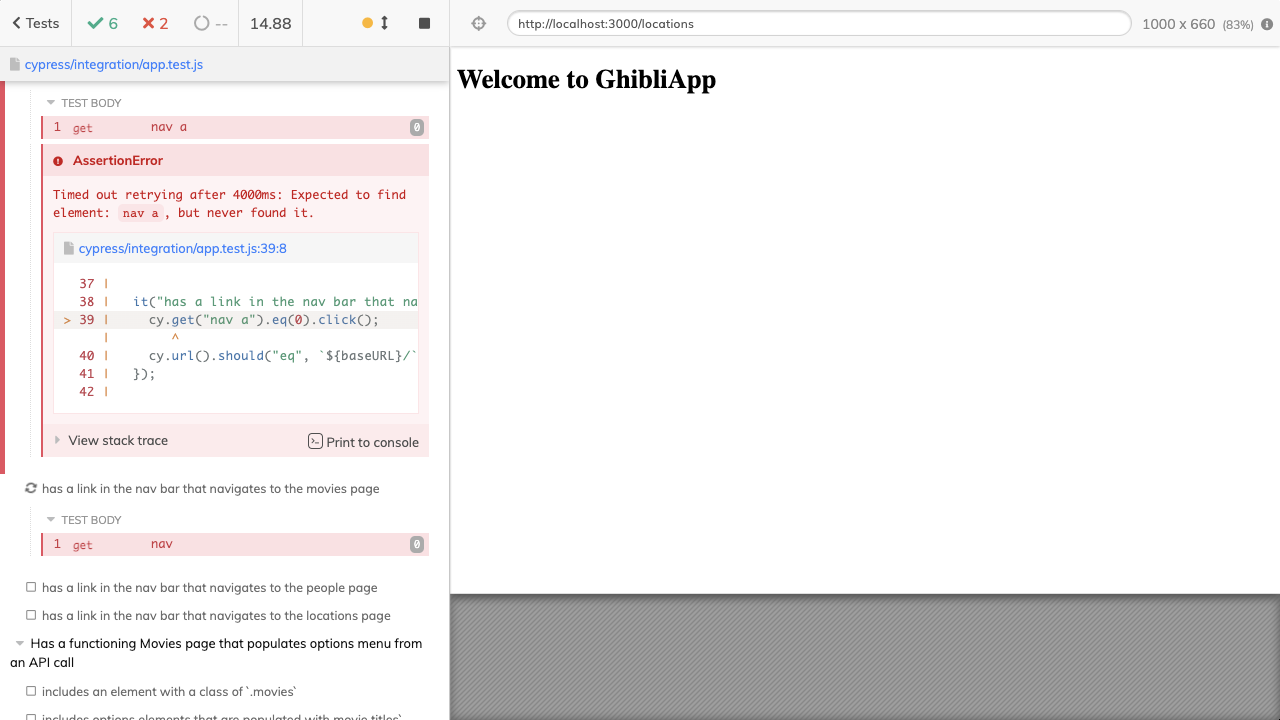 Tests 6 2 -- 14.88
http://localhost:3000/locations 1000 x 660 (83%)
cypress/integration/app.test.js
TEST BODY
1 get nav a 0
AssertionError
Timed out retrying after 4000ms: Expected to find
element: nav a, but never found it.
cypress/integration/app.test.js:39:8
37 |
38 | it("has a link in the nav bar that na
> 39 | cy.get("nav a").eq(0).click();
| ^
40 | cy.url().should("eq", `${baseURL}/`
41 | });
42 |
View stack trace Print to console
has a link in the nav bar that navigates to the movies page
TEST BODY
1 get nav 0
has a link in the nav bar that navigates to the people page
has a link in the nav bar that navigates to the locations page
Has a functioning Movies page that populates options menu from
an API call
includes an element with a class of `.movies`
includes options elements that are populated with movie titles`
Welcome to GhibliApp